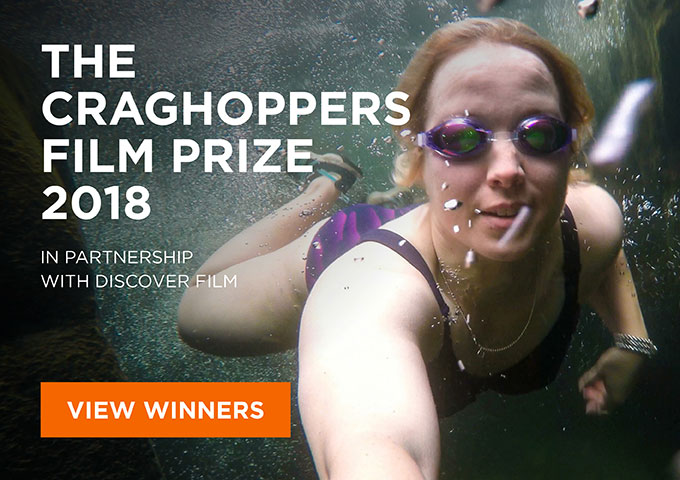 THE
CRAGHOPPERS
FILM PRIZE
2018
IN PARTNERSHIP
WITH DISCOVER FILM
VIEW WINNERS